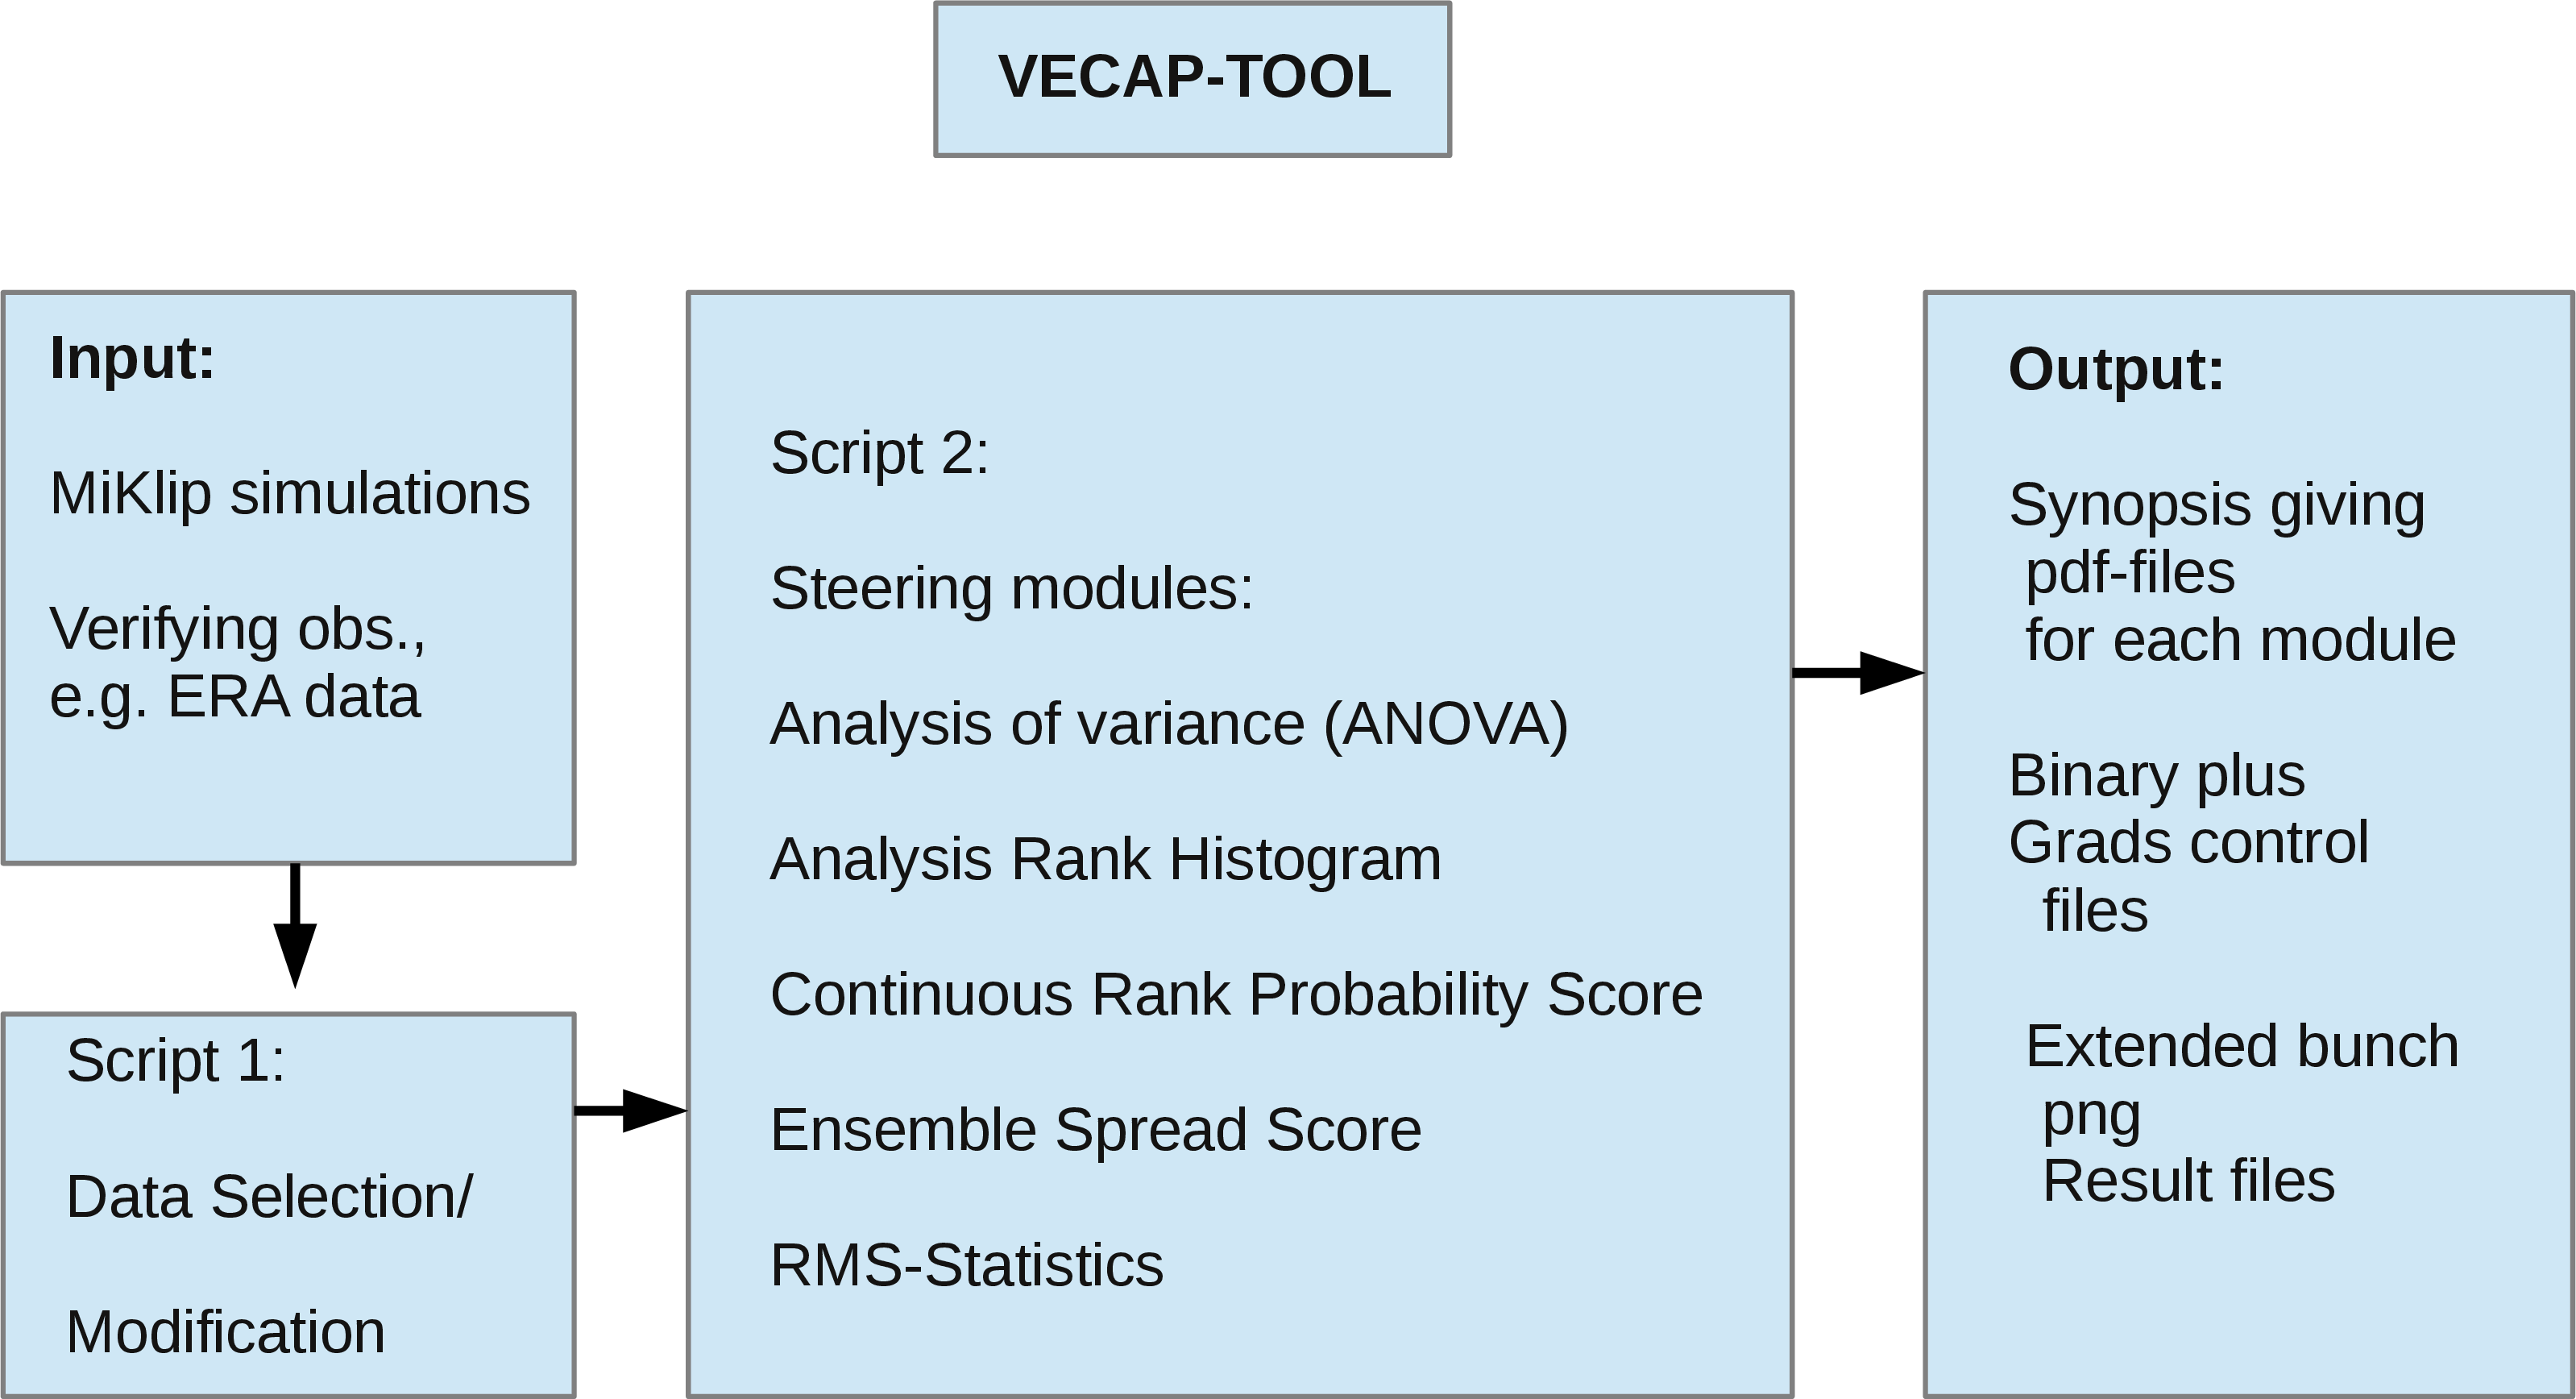 VECAP-TOOL
Input:
MiKlip simulations
Verifying obs.,
e.g. ERA data
Script 1:
Data Selection/
Modification
Script 2:
Steering modules:
Analysis of variance (ANOVA)
Analysis Rank Histogram
Continuous Rank Probability Score
Ensemble Spread Score
RMS-Statistics
Output:
Synopsis giving
pdf-files
for each module
Binary plus
Grads control
files
Extended bunch
png
Result files